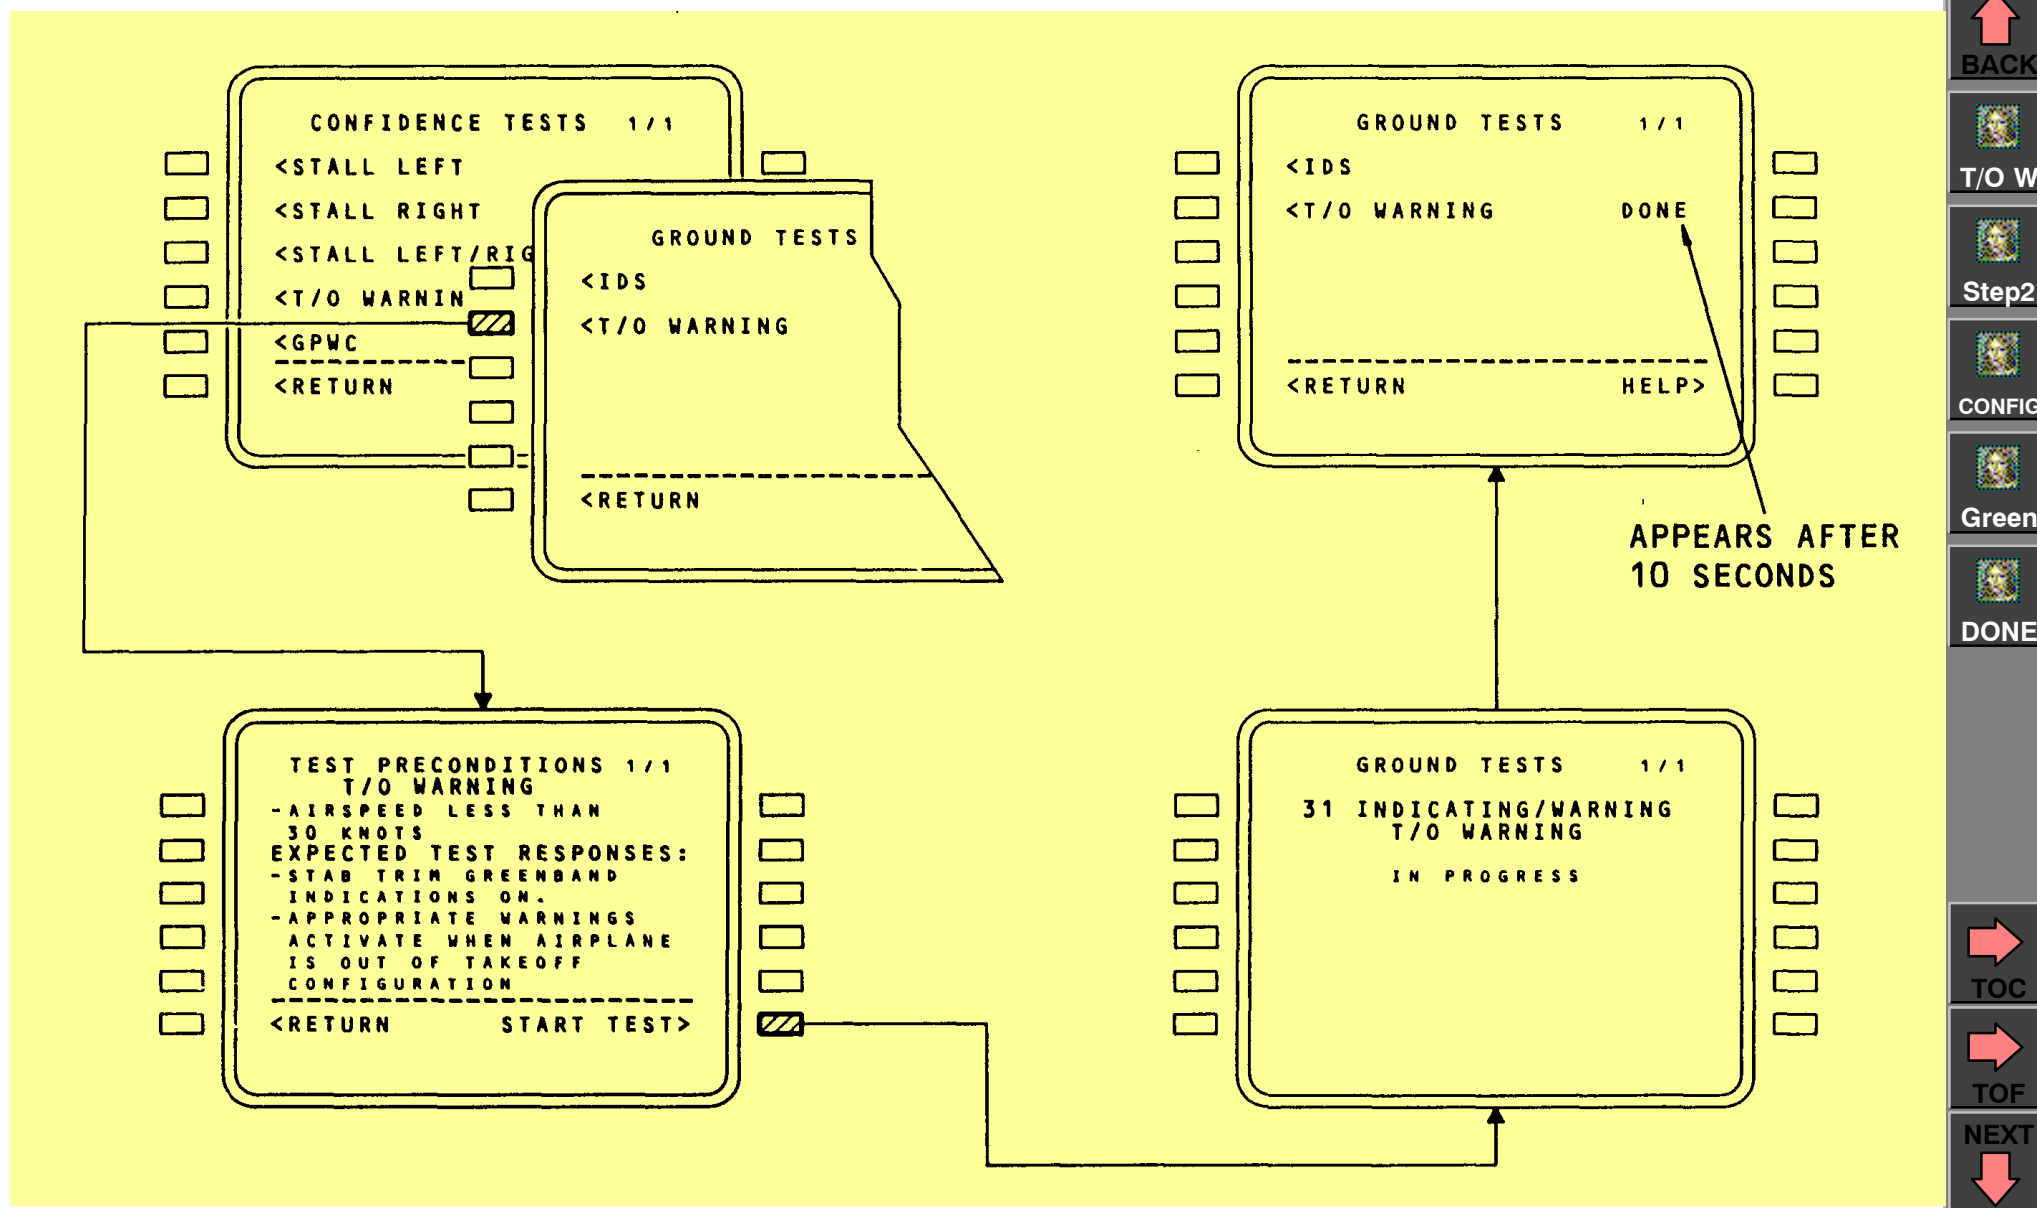 CONFIDENCE TESTS 1/1
<STALL LEFT
<STALL RIGHT
<STALL LEFT/RIG
<T/O WARNIN
<GPWC
<RETURN
GROUND TESTS
<IDS
<T/O WARNING
<RETURN
GROUND TESTS 1/1
<IDS
<T/O WARNING DONE
<RETURN HELP>
APPEARS AFTER
10 SECONDS
TEST PRECONDITIONS 1/1
T/O WARNING
-AIRSPEED LESS THAN
30 KNOTS
EXPECTED TEST RESPONSES:
-STAB TRIM GREENBAND
INDICATIONS ON.
-APPROPRIATE WARNINGS
ACTIVATE WHEN AIRPLANE
IS OUT OF TAKEOFF
CONFIGURATION
<RETURN START TEST>
GROUND TESTS 1/1
31 INDICATING/WARNING
T/O WARNING
IN PROGRESS
BACK
T/O W
Step2
CONFIG
Green
DONE
TOC
TOF
NEXT